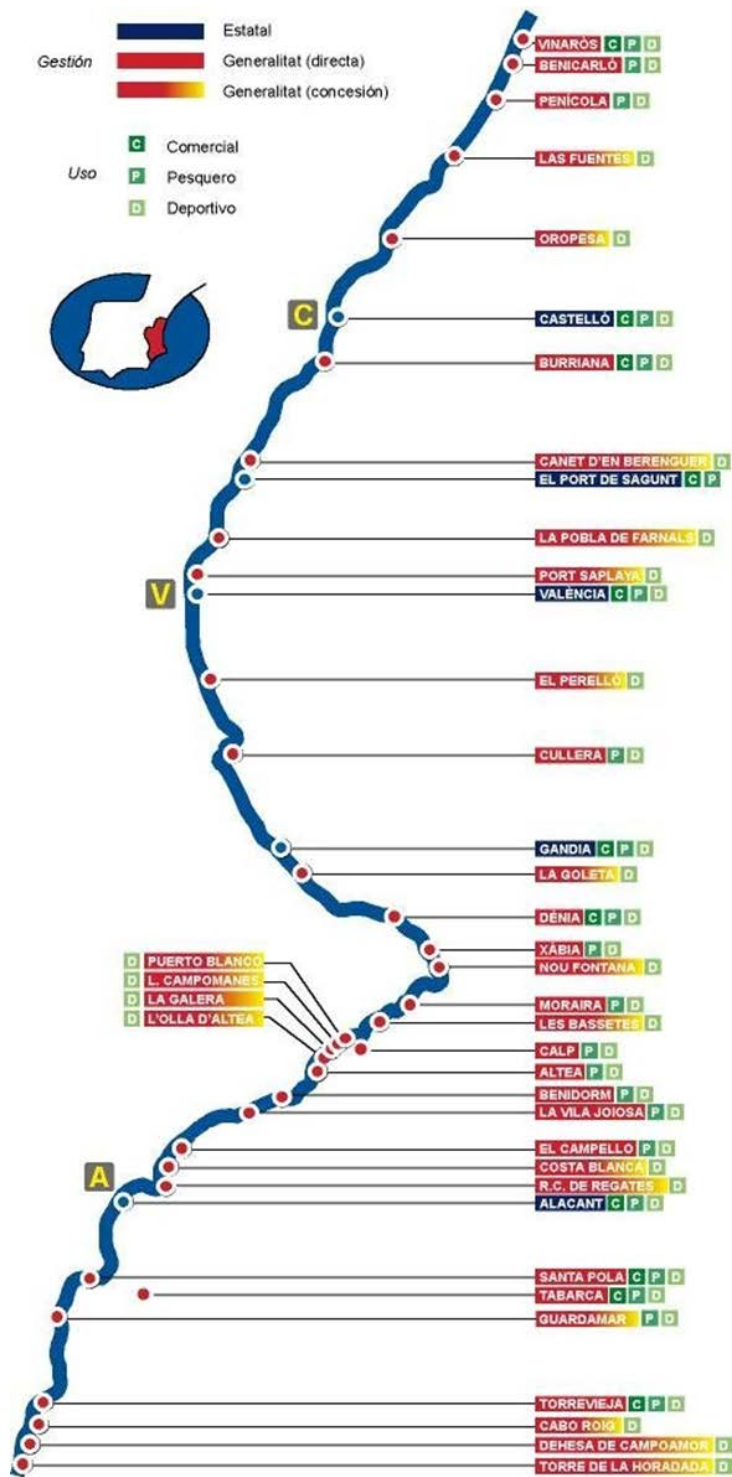 Gestión
Estatal
Generalitat (directa)
Generalitat (concesión)
Uso
C Comercial
P Pesquero
D Deportivo
C
V
A
VINARÒS C P D
BENICARLÓ P D
PENÍCOLA P D
LAS FUENTES D
OROPESA D
CASTELLÓ C P D
BURRIANA C P D
CANET D'EN BERENGUER D
EL PORT DE SAGUNT C P
LA POBLA DE FARNALS D
PORT SAPLAYA D
VALÈNCIA C P D
EL PERELLÓ D
CULLERA P D
GANDIA C P D
LA GOLETA D
DÉNIA C P D
XÀBIA P D
NOU FONTANA D
D PUERTO BLANCO
D L. CAMPOMANES
D LA GALERA
D L'OLLA D'ALTEA
MORAIRA P D
LES BASSETES D
CALP P D
ALTEA P D
BENIDORM P D
LA VILA JOIOSA P D
EL CAMPELLO P D
COSTA BLANCA D
R.C. DE REGATES D
ALACANT C P D
SANTA POLA C P D
TABARCA C P D
GUARDAMAR P D
TORREVIEJA C P D
CABO ROIG D
DEHESA DE CAMPOAMOR D
TORRE DE LA HORADADA D